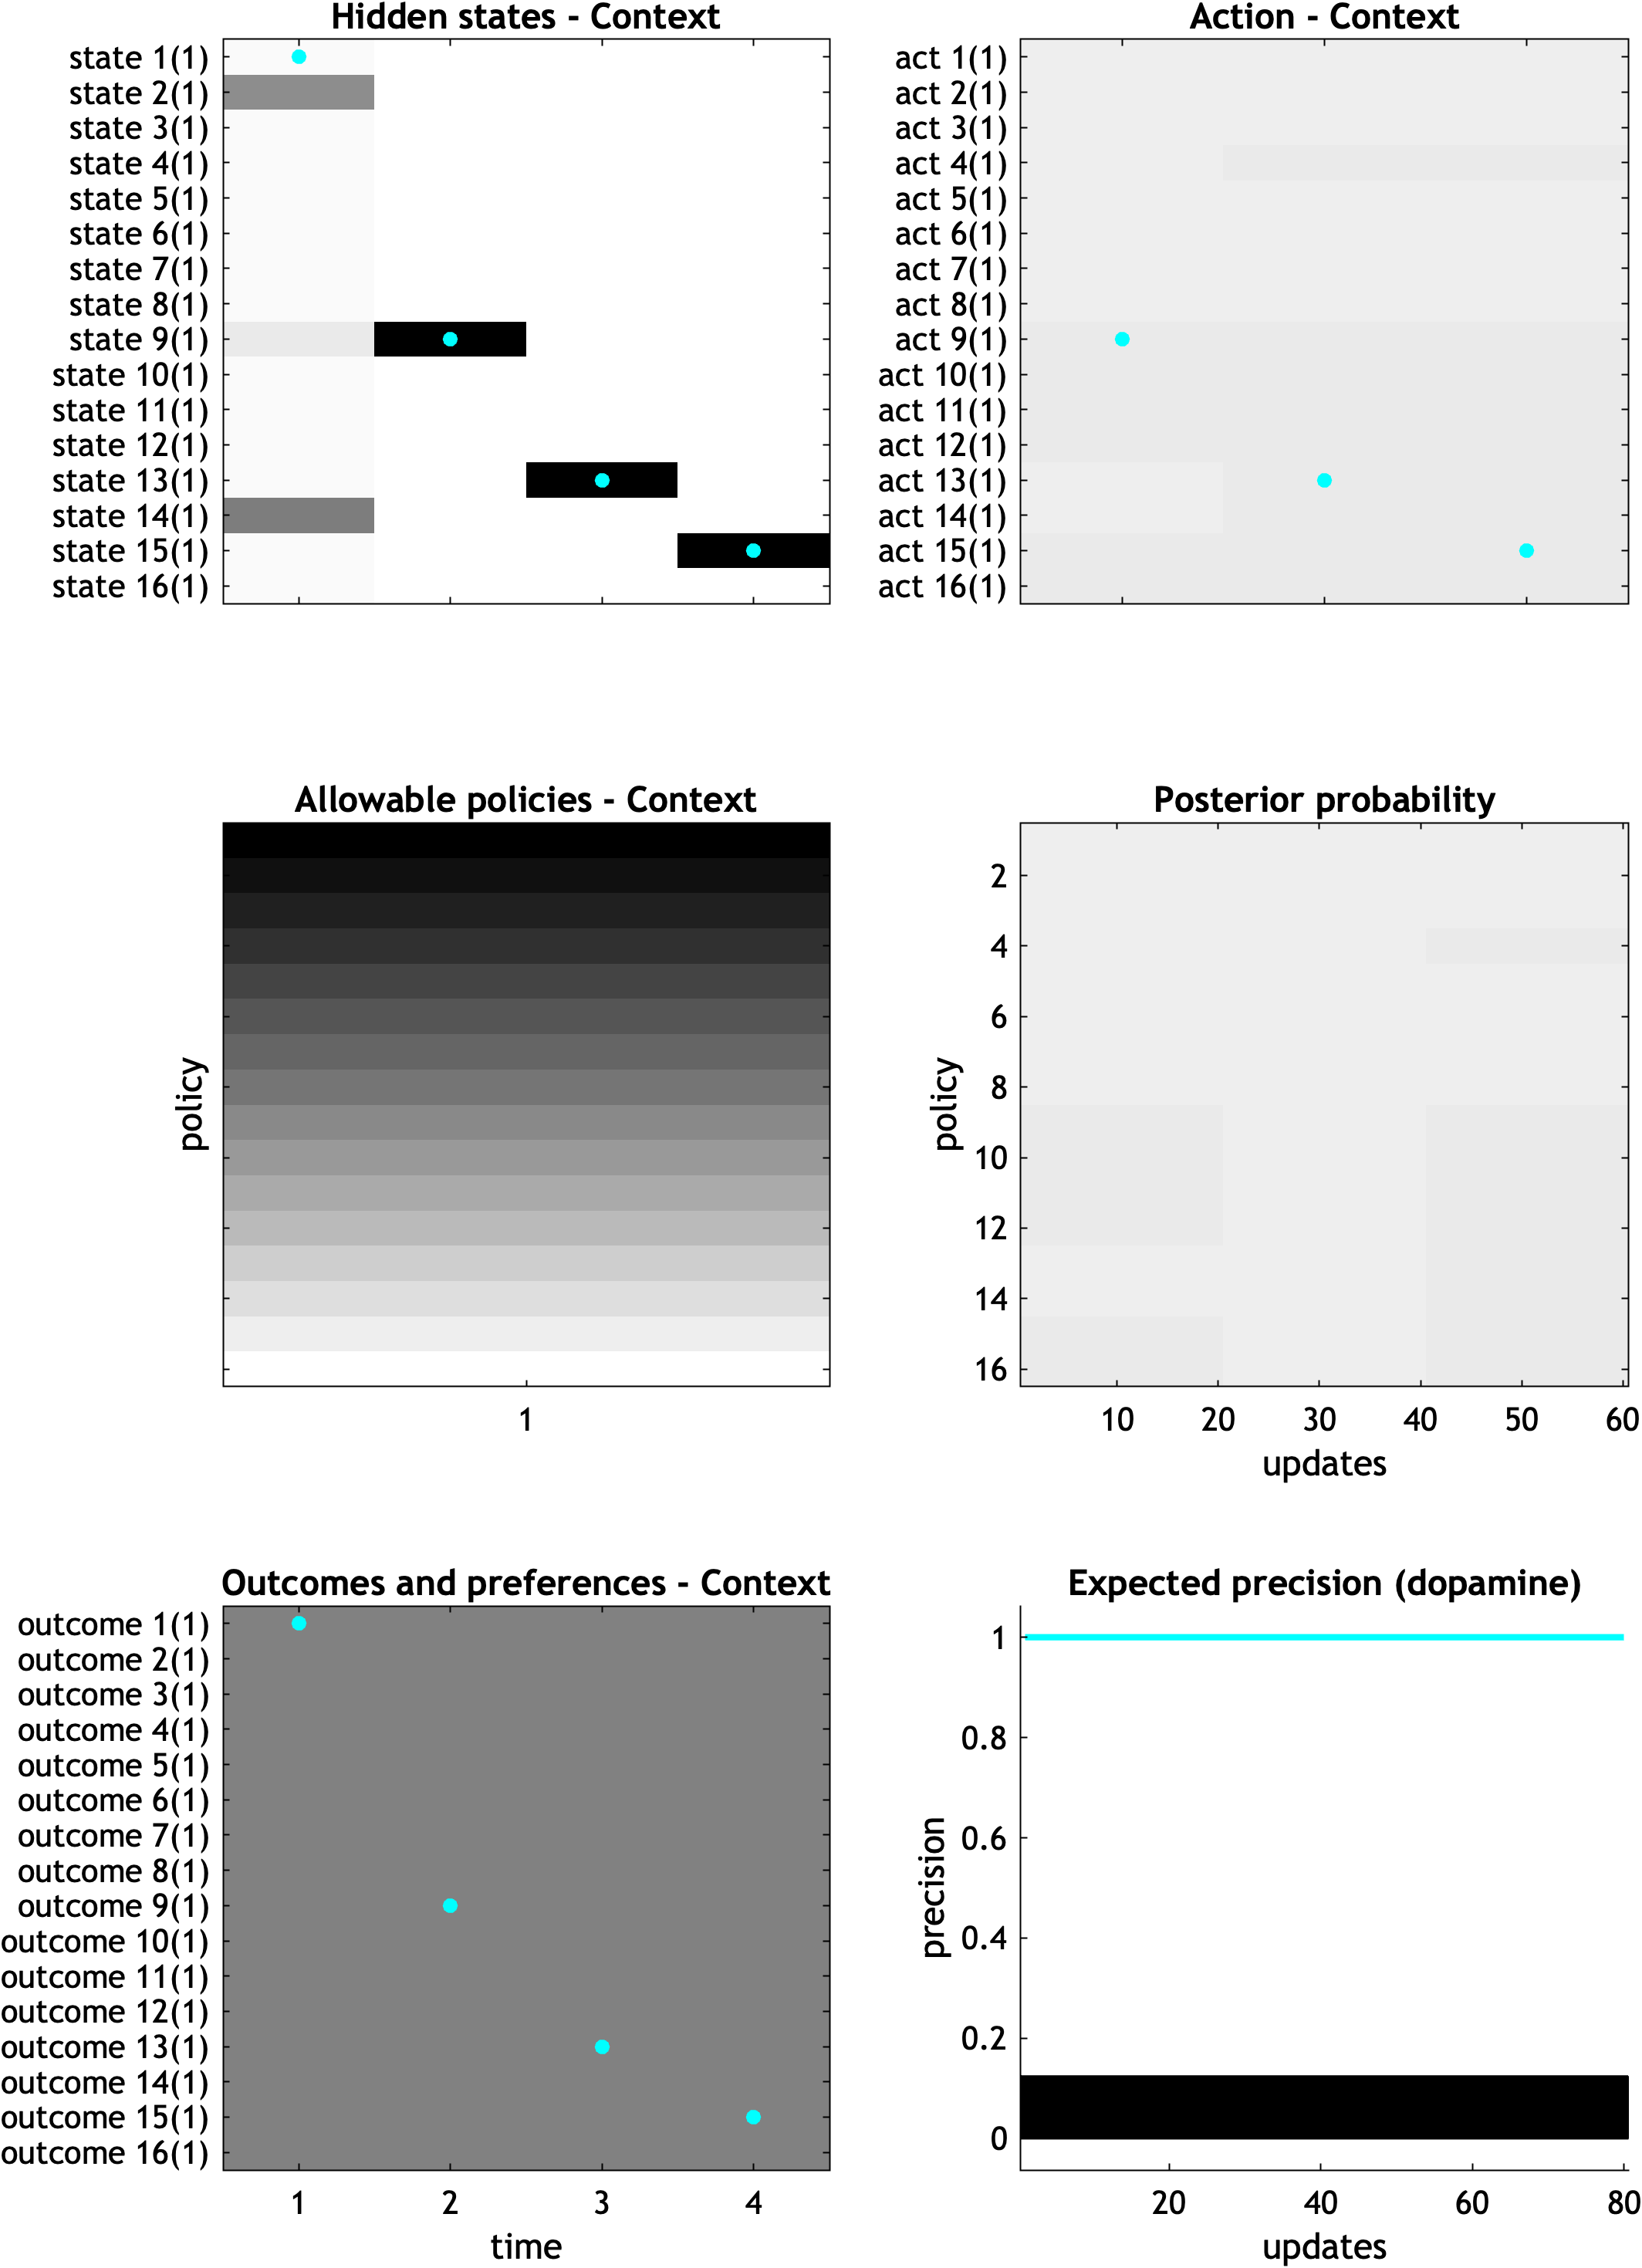 Hidden states - Context
state 1(1)
state 2(1)
state 3(1)
state 4(1)
state 5(1)
state 6(1)
state 7(1)
state 8(1)
state 9(1)
state 10(1)
state 11(1)
state 12(1)
state 13(1)
state 14(1)
state 15(1)
state 16(1)
Action - Context
act 1(1)
act 2(1)
act 3(1)
act 4(1)
act 5(1)
act 6(1)
act 7(1)
act 8(1)
act 9(1)
act 10(1)
act 11(1)
act 12(1)
act 13(1)
act 14(1)
act 15(1)
act 16(1)
Allowable policies - Context
policy
1
Posterior probability
policy
2
4
6
8
10
12
14
16
10 20 30 40 50 60
updates
Outcomes and preferences - Context
outcome 1(1)
outcome 2(1)
outcome 3(1)
outcome 4(1)
outcome 5(1)
outcome 6(1)
outcome 7(1)
outcome 8(1)
outcome 9(1)
outcome 10(1)
outcome 11(1)
outcome 12(1)
outcome 13(1)
outcome 14(1)
outcome 15(1)
outcome 16(1)
1 2 3 4
time
Expected precision (dopamine)
precision
1
0.8
0.6
0.4
0.2
0
20 40 60 80
updates